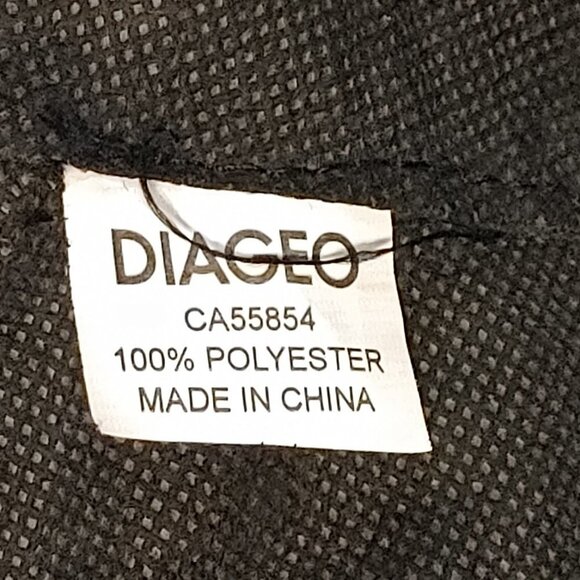 DIAGEO
CA55854
100% POLYESTER
MADE IN CHINA